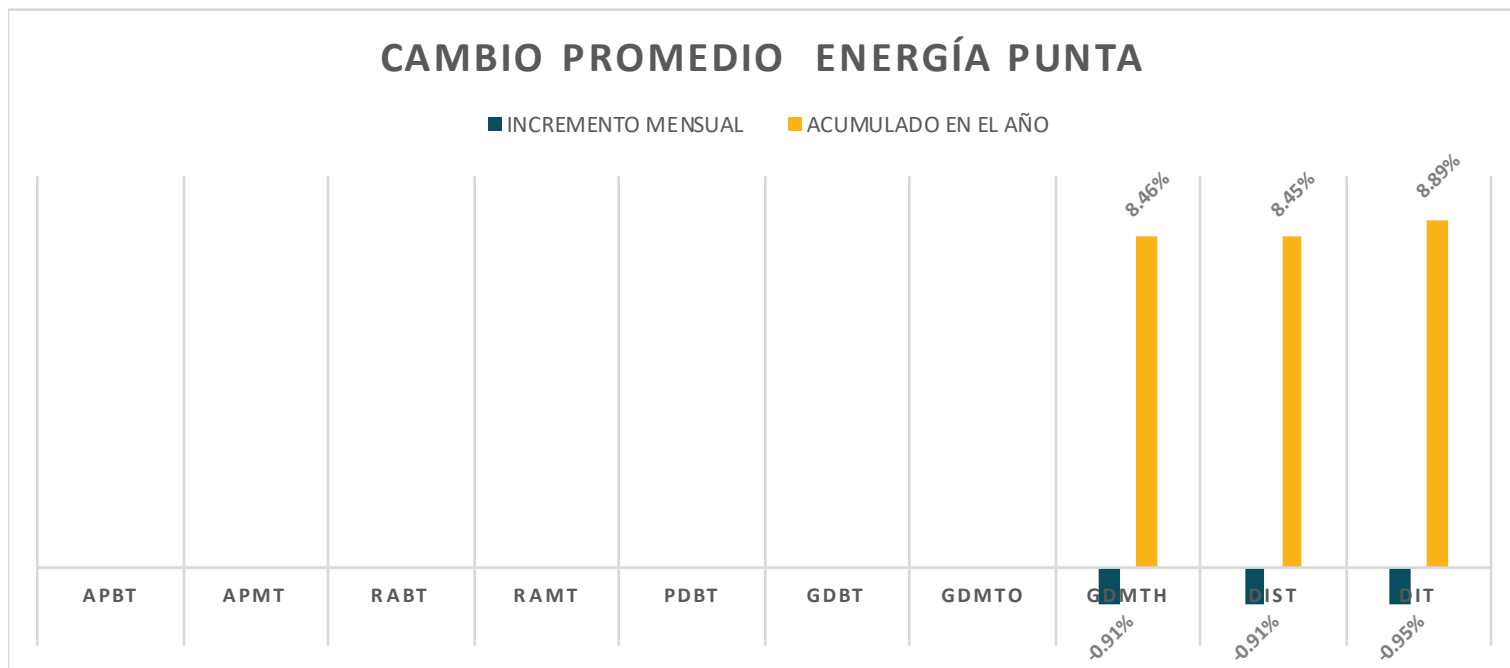 CAMBIO PROMEDIO  ENERGÍA PUNTA
INCREMENTO MENSUAL
ACUMULADO EN EL AÑO
8.46%
8.45%
8.89%
APBT
APMT
RABT
RAMT
PDBT
GDBT
GDMTO
GDMTH
DIST
DIT
-0.91%
-0.91%
-0.95%